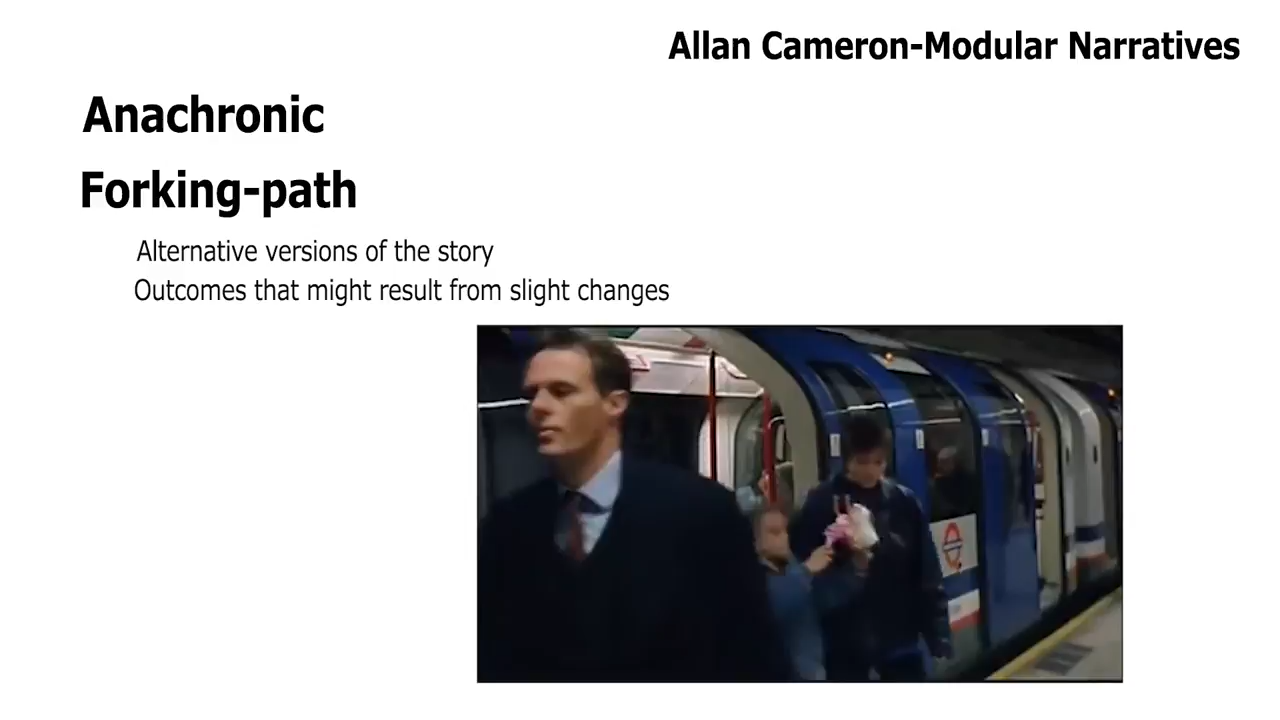 Allan Cameron-Modular Narratives
Anachronic
Forking-path
Alternative versions of the story
Outcomes that might result from slight changes